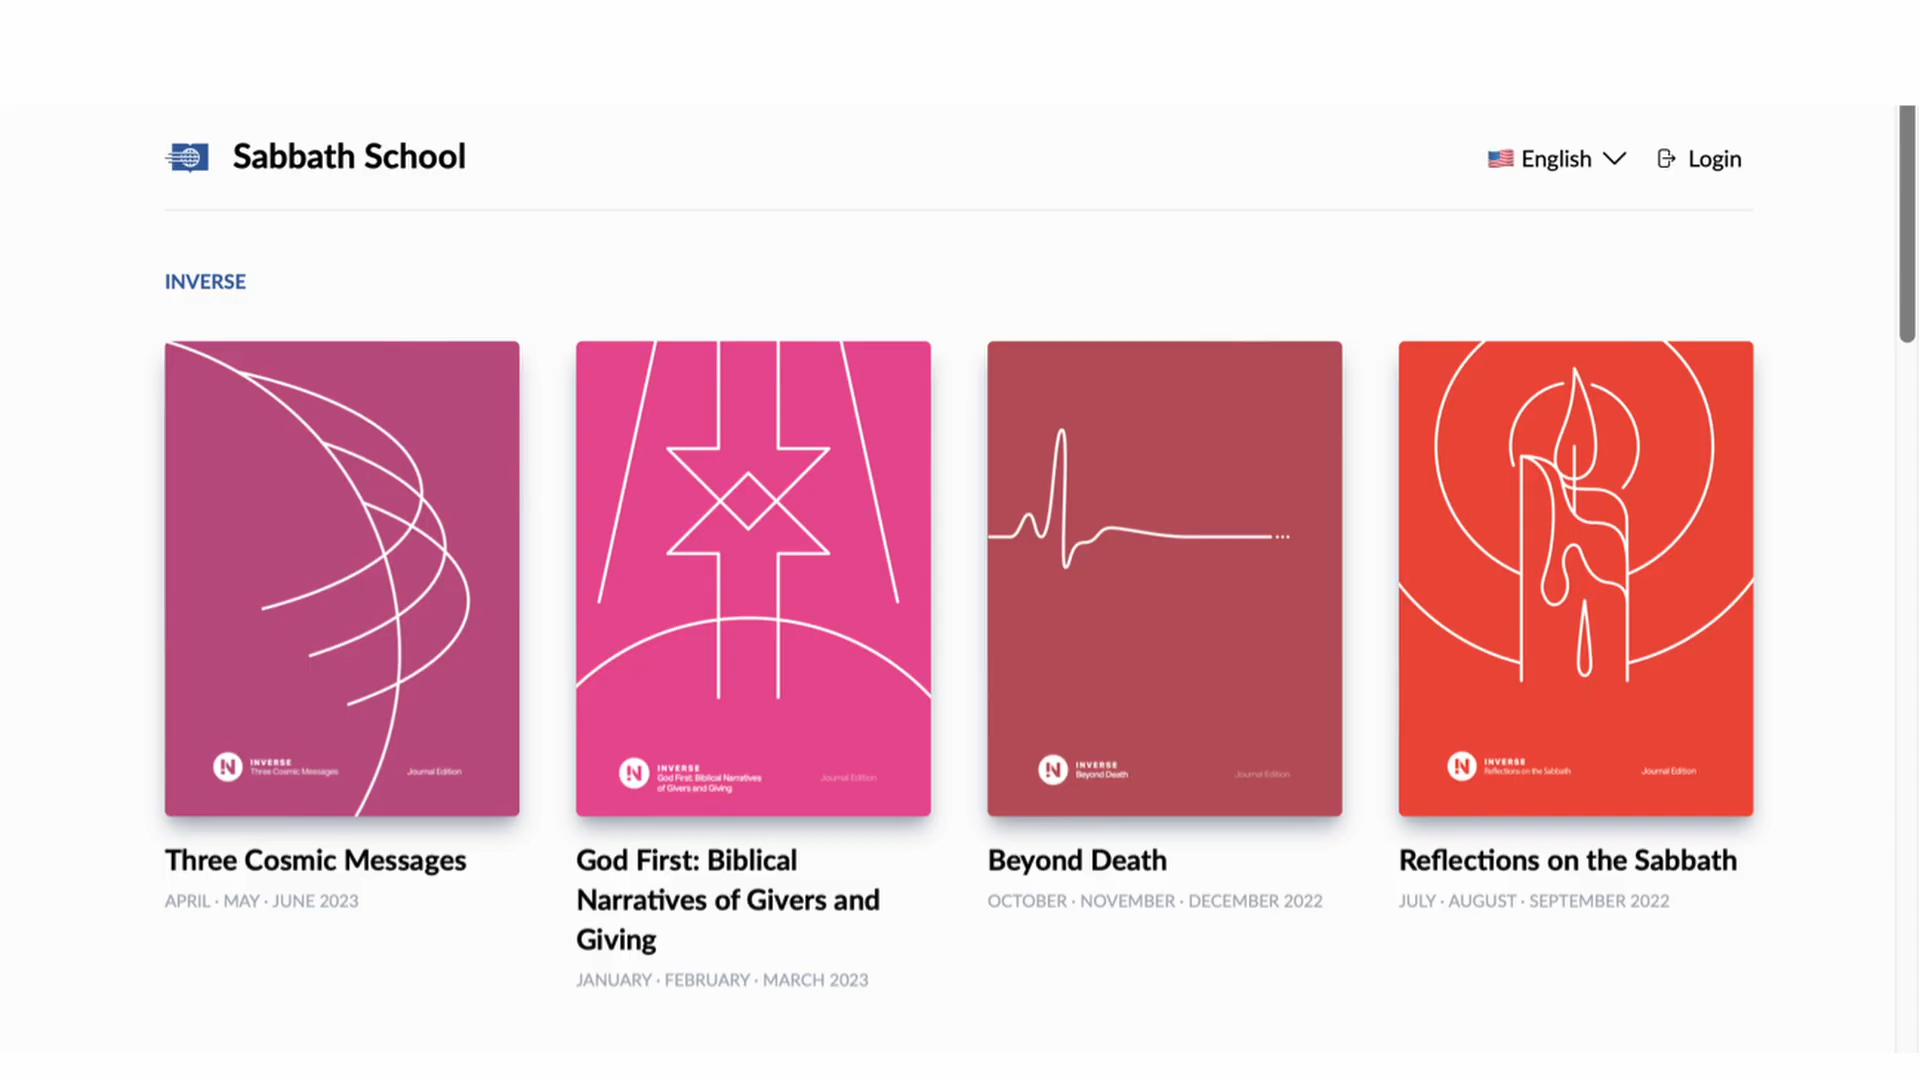 Sabbath School
English
Login
INVERSE
INVERSE
Three Cosmic Messages
Journal Edition
INVERSE
God First: Biblical Narratives
of Givers and Giving
Journal Edition
INVERSE
Beyond Death
Journal Edition
INVERSE
Reflections on the Sabbath
Journal Edition
Three Cosmic Messages
APRIL · MAY · JUNE 2023
God First: Biblical
Narratives of Givers and
Giving
JANUARY · FEBRUARY · MARCH 2023
Beyond Death
OCTOBER · NOVEMBER · DECEMBER 2022
Reflections on the Sabbath
JULY · AUGUST · SEPTEMBER 2022